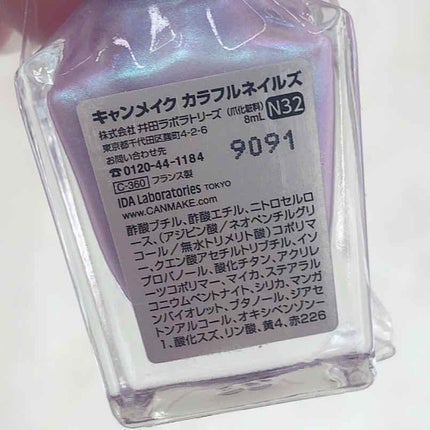 キャンメイク カラフルネイルズ
株式会社 井田ラボラトリーズ (爪化粧料) N32
東京都千代田区麹町4-2-6 8mL
お問い合わせ先
☎0120-44-1184 9091
C-360 フランス製
IDA Laboratories TOKYO
www.CANMAKE.com
酢酸ブチル、酢酸エチル、ニトロセルロ
ース、(アジピン酸/ネオペンチルグリ
コール/無水トリメリト酸)コポリマ
ー、クエン酸アセチルトリブチル、イソ
プロパノール、酸化チタン、アクリレ
ーツコポリマー、マイカ、ステアラル
コニウムベントナイト、シリカ、マンガ
ンバイオレット、ブタノール、ジアセ
トンアルコール、オキシベンゾン-
1、酸化スズ、リン酸、黄4、赤226